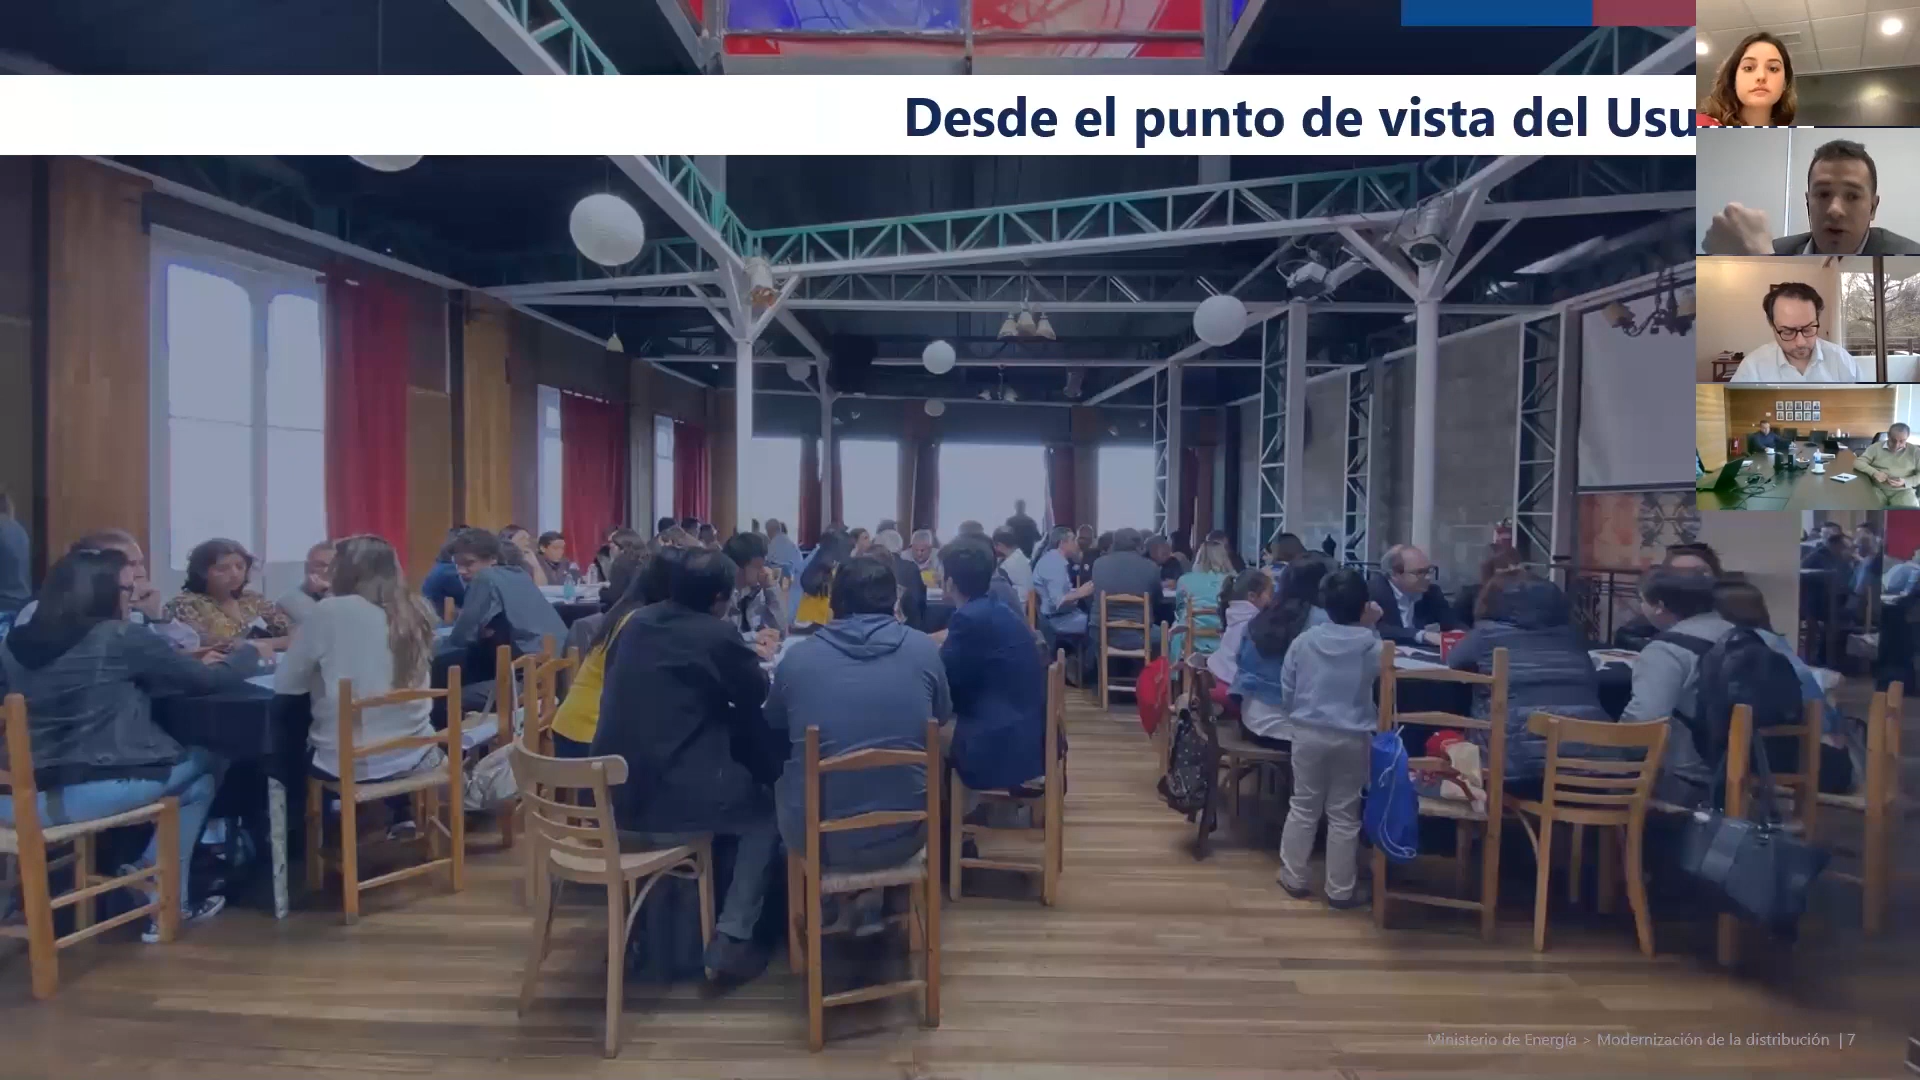 Desde el punto de vista del
Ministerio de Energía > Modernización de la distribución | 7